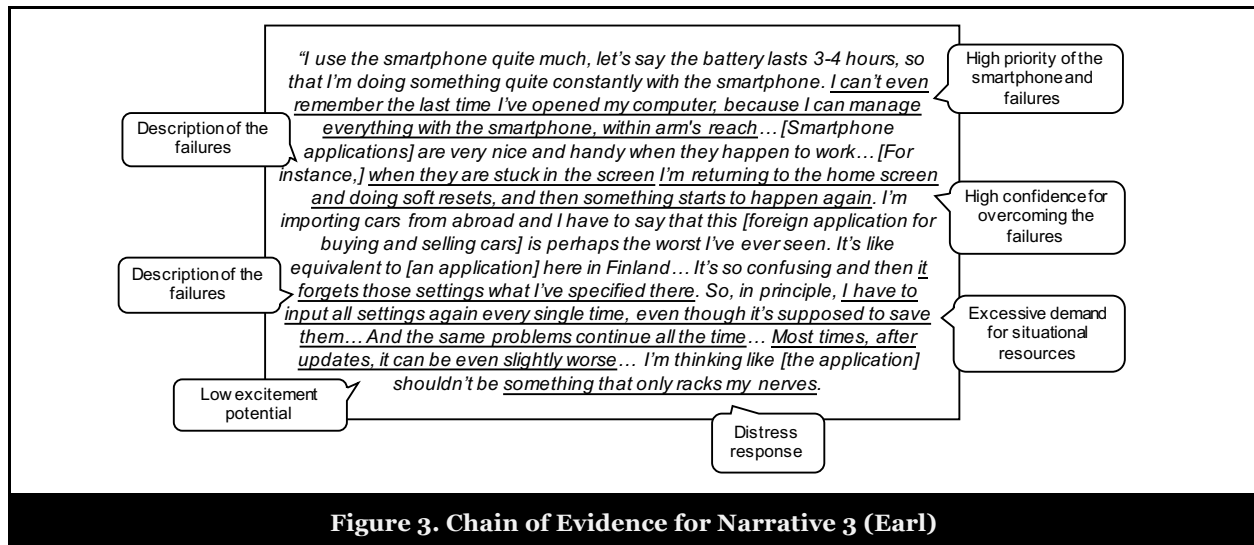 “I use the smartphone quite much, let’s say the battery lasts 3-4 hours, so
that I’m doing something quite constantly with the smartphone. I can’t even
remember the last time I’ve opened my computer, because I can manage
everything with the smartphone, within arm's reach… [Smartphone
applications] are very nice and handy when they happen to work… [For
instance,] when they are stuck in the screen I’m returning to the home screen
and doing soft resets, and then something starts to happen again. I’m
importing cars from abroad and I have to say that this [foreign application for
buying and selling cars] is perhaps the worst I’ve ever seen. It’s like
equivalent to [an application] here in Finland… It’s so confusing and then it
forgets those settings what I’ve specified there. So, in principle, I have to
input all settings again every single time, even though it’s supposed to save
them… And the same problems continue all the time… Most times, after
updates, it can be even slightly worse… I’m thinking like [the application]
shouldn’t be something that only racks my nerves.
High priority of the
smartphone and
failures
Description of the
failures
High confidence for
overcoming the
failures
Description of the
failures
Excessive demand
for situational
resources
Low excitement
potential
Distress
response
Figure 3. Chain of Evidence for Narrative 3 (Earl)